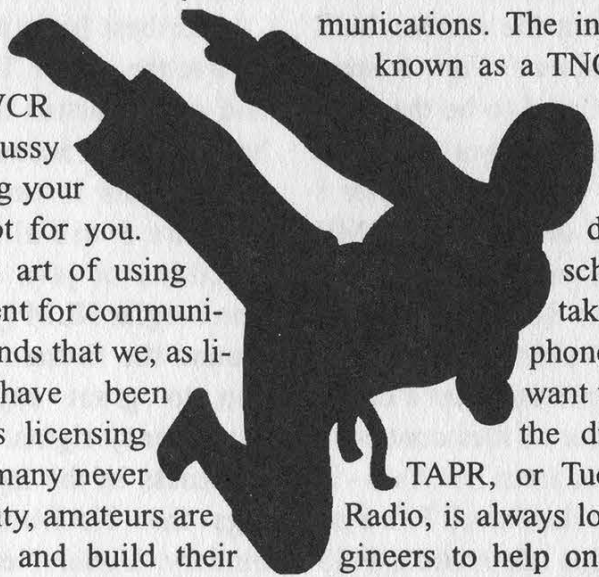 VCR
ussy
g your
ot for you.
art of using
ent for communi-
nds that we, as li-
have been
s licensing
many never
ity, amateurs are
and build their
munications. The in
known as a TNC
d
sch
tak
phone
want
the d
TAPR, or Tuc
Radio, is always lo
gineers to help on